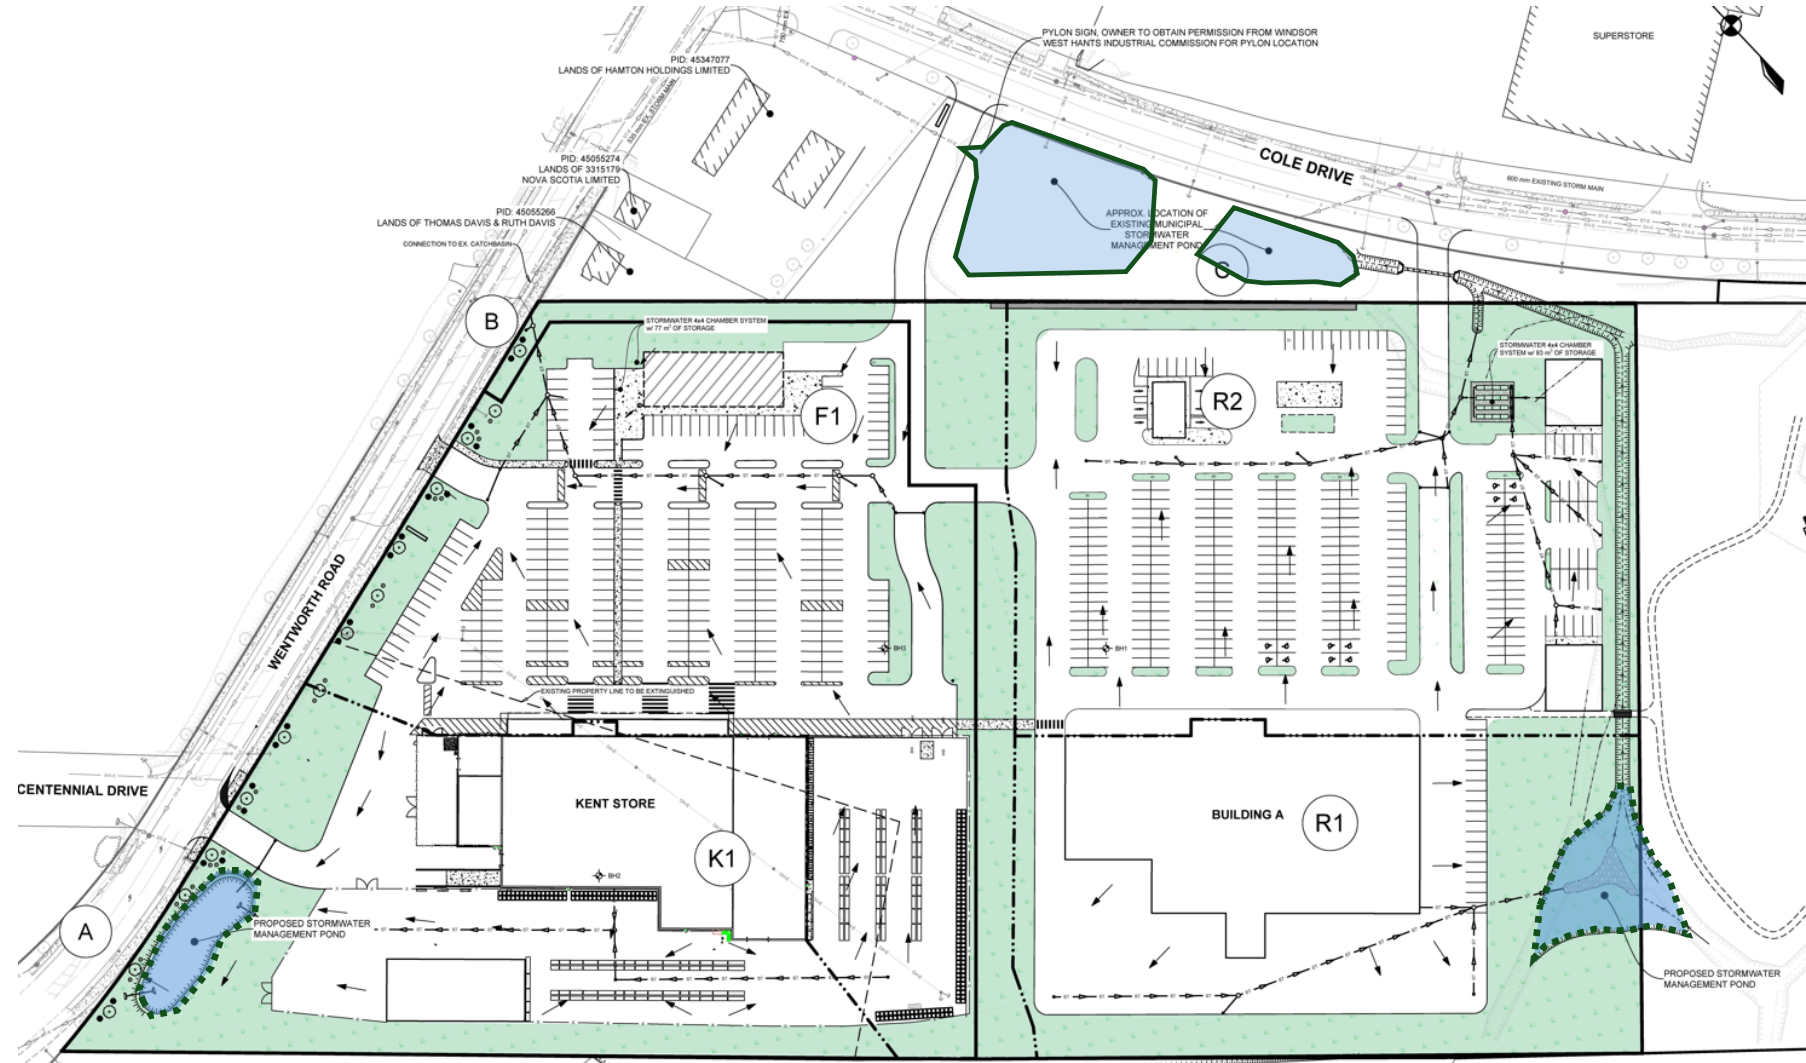 PYLON SIGN, OWNER TO OBTAIN PERMISSION FROM WINDSOR
WEST HANTS INDUSTRIAL COMMISSION FOR PYLON LOCATION
SUPERSTORE
PID: 45347077
LANDS OF HAMTON HOLDINGS LIMITED
535 mm EX. STORM MAIN
PID: 45055274
LANDS OF 3315179
NOVA SCOTIA LIMITED
COLE DRIVE
600 mm EXISTING STORM MAIN
PID: 45055266
LANDS OF THOMAS DAVIS & RUTH DAVIS
APPROX. LOCATION OF
EXISTING MUNICIPAL
STORMWATER
MANAGEMENT POND
CONNECTION TO EX. CATCHBASIN
C
B
STORMWATER 4x4 CHAMBER SYSTEM
w/ 77 m³ OF STORAGE
STORMWATER 4x4 CHAMBER
SYSTEM w/ 93 m³ OF STORAGE
F1
R2
WENTWORTH ROAD
BH3
BH1
EXISTING PROPERTY LINE TO BE EXTINGUISHED
CENTENNIAL DRIVE
KENT STORE
BUILDING A
R1
K1
BH2
A
PROPOSED STORMWATER
MANAGEMENT POND
PROPOSED STORMWATER
MANAGEMENT POND